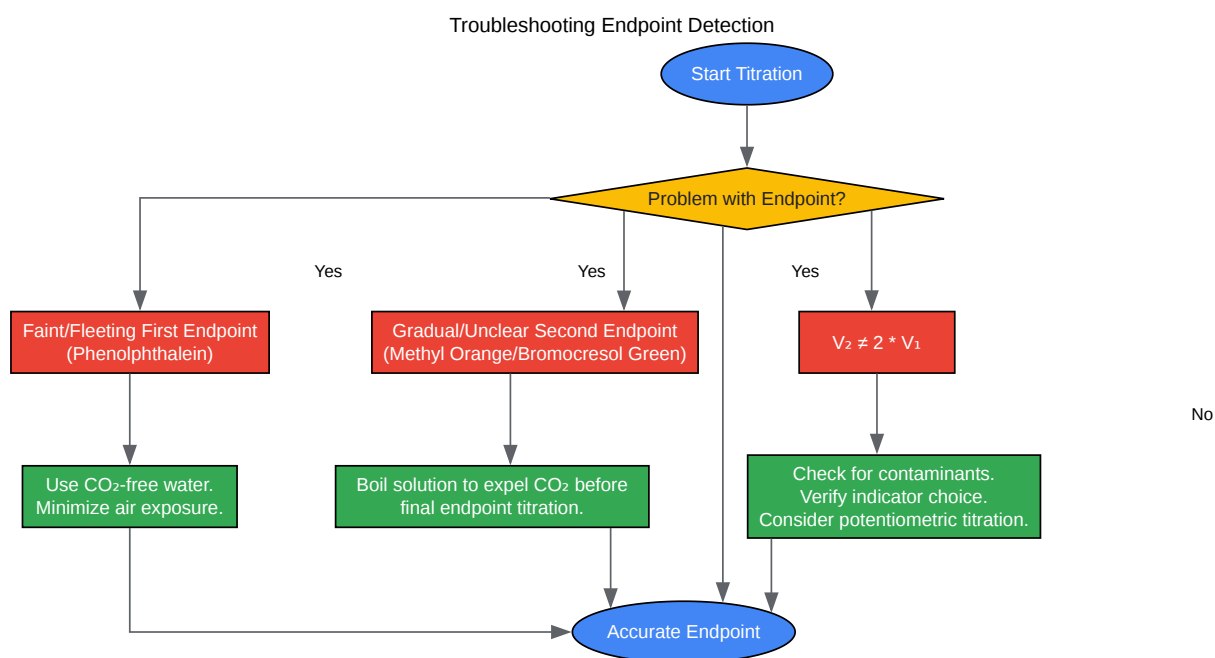 Troubleshooting Endpoint Detection
Start Titration
Problem with Endpoint?
Yes
Yes
Yes
Faint/Fleeting First Endpoint
(Phenolphthalein)
Gradual/Unclear Second Endpoint
(Methyl Orange/Bromocresol Green)
V₂ ≠ 2 * V₁
No
Use CO₂-free water.
Minimize air exposure.
Boil solution to expel CO₂ before
final endpoint titration.
Check for contaminants.
Verify indicator choice.
Consider potentiometric titration.
Accurate Endpoint